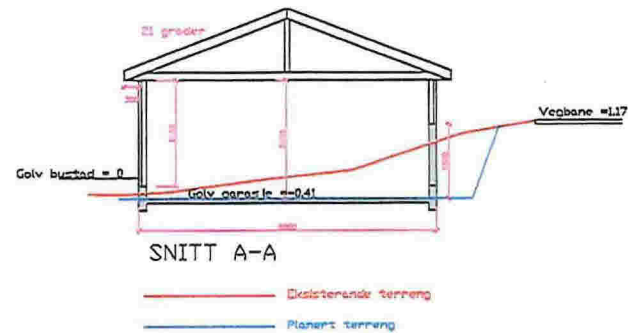 21 grader
Vegbane =1.17
Golv bustad = 0
Golv garasje =-0.41
SNITT A-A
Eksisterande terreng
Planert terreng